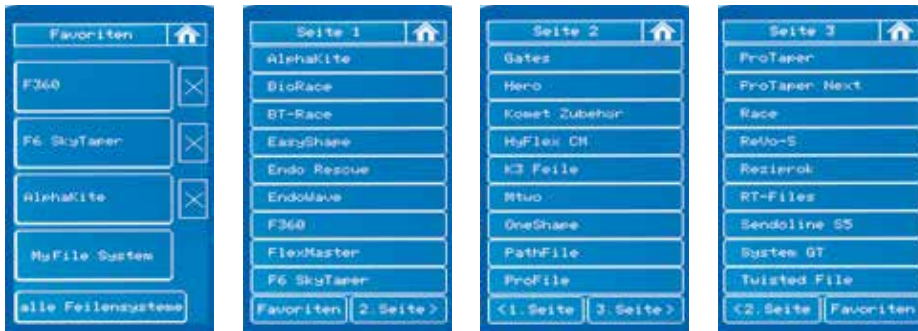 Favoriten
F360
F6 SkyTaper
AlphaKite
MyFile System
alle Feilensysteme
Seite 1
AlphaKite
BioRace
BT-Race
EasyShape
Endo Rescue
EndoWave
F360
FlexMaster
F6 SkyTaper
Favoriten 2.Seite>
Seite 2
Gates
Hero
Komet Zubehör
HyFlex CM
K3 Feile
Mtwo
OneShape
PathFile
ProFile
<1.Seite 3.Seite>
Seite 3
ProTaper
ProTaper Next
Race
ReVo-S
Reziprok
RT-Files
Sendoline S5
System GT
Twisted File
<2.Seite Favoriten